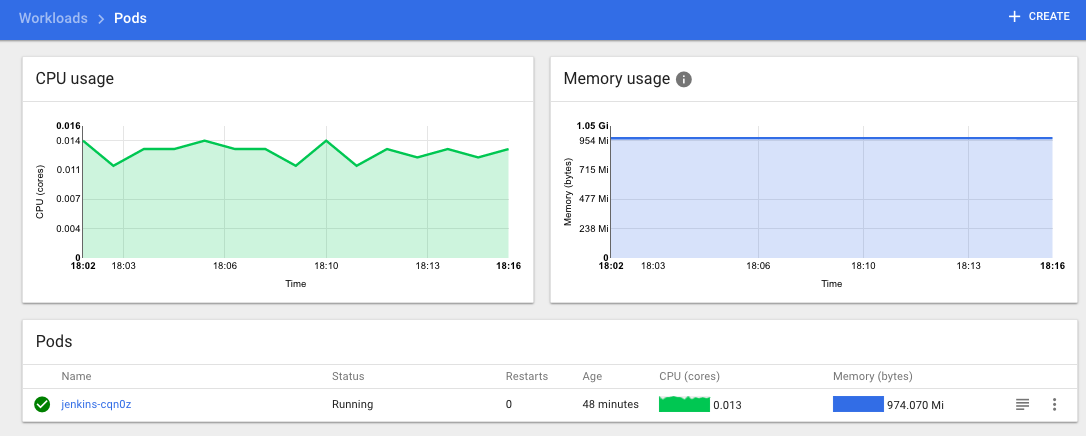 Workloads > Pods
+ CREATE
CPU usage
0.016
0.014
0.011
0.007
0.004
0
CPU (cores)
18:02 18:03 18:06 18:10 18:13 18:16
Time
Memory usage
1.05 Gi
954 Mi
715 Mi
477 Mi
238 Mi
0
Memory (bytes)
18:02 18:03 18:06 18:10 18:13 18:16
Time
Pods
Name Status Restarts Age CPU (cores) Memory (bytes)
jenkins-cqn0z Running 0 48 minutes 0.013 974.070 Mi